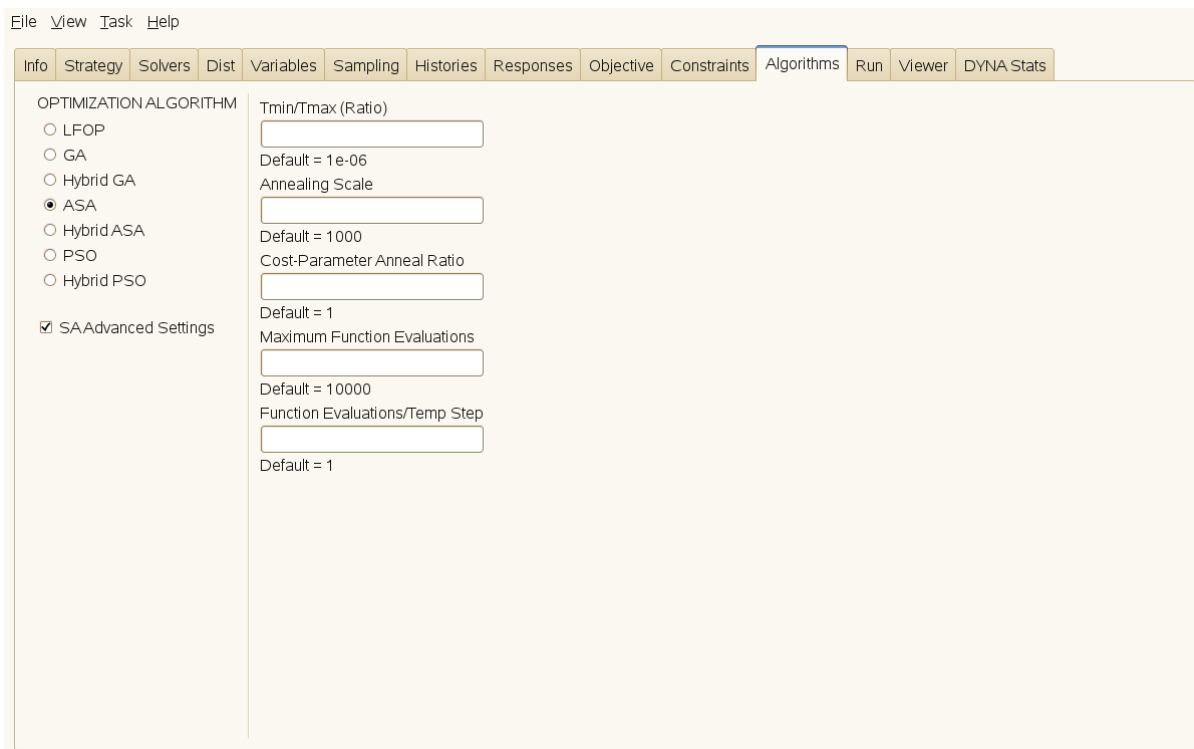 File View Task Help
Info Strategy Solvers Dist Variables Sampling Histories Responses Objective Constraints Algorithms Run Viewer DYNA Stats
OPTIMIZATION ALGORITHM
LFOP
GA
Hybrid GA
ASA
Hybrid ASA
PSO
Hybrid PSO
SA Advanced Settings
Tmin/Tmax (Ratio)
Default = 1e-06
Annealing Scale
Default = 1000
Cost-Parameter Anneal Ratio
Default = 1
Maximum Function Evaluations
Default = 10000
Function Evaluations/Temp Step
Default = 1